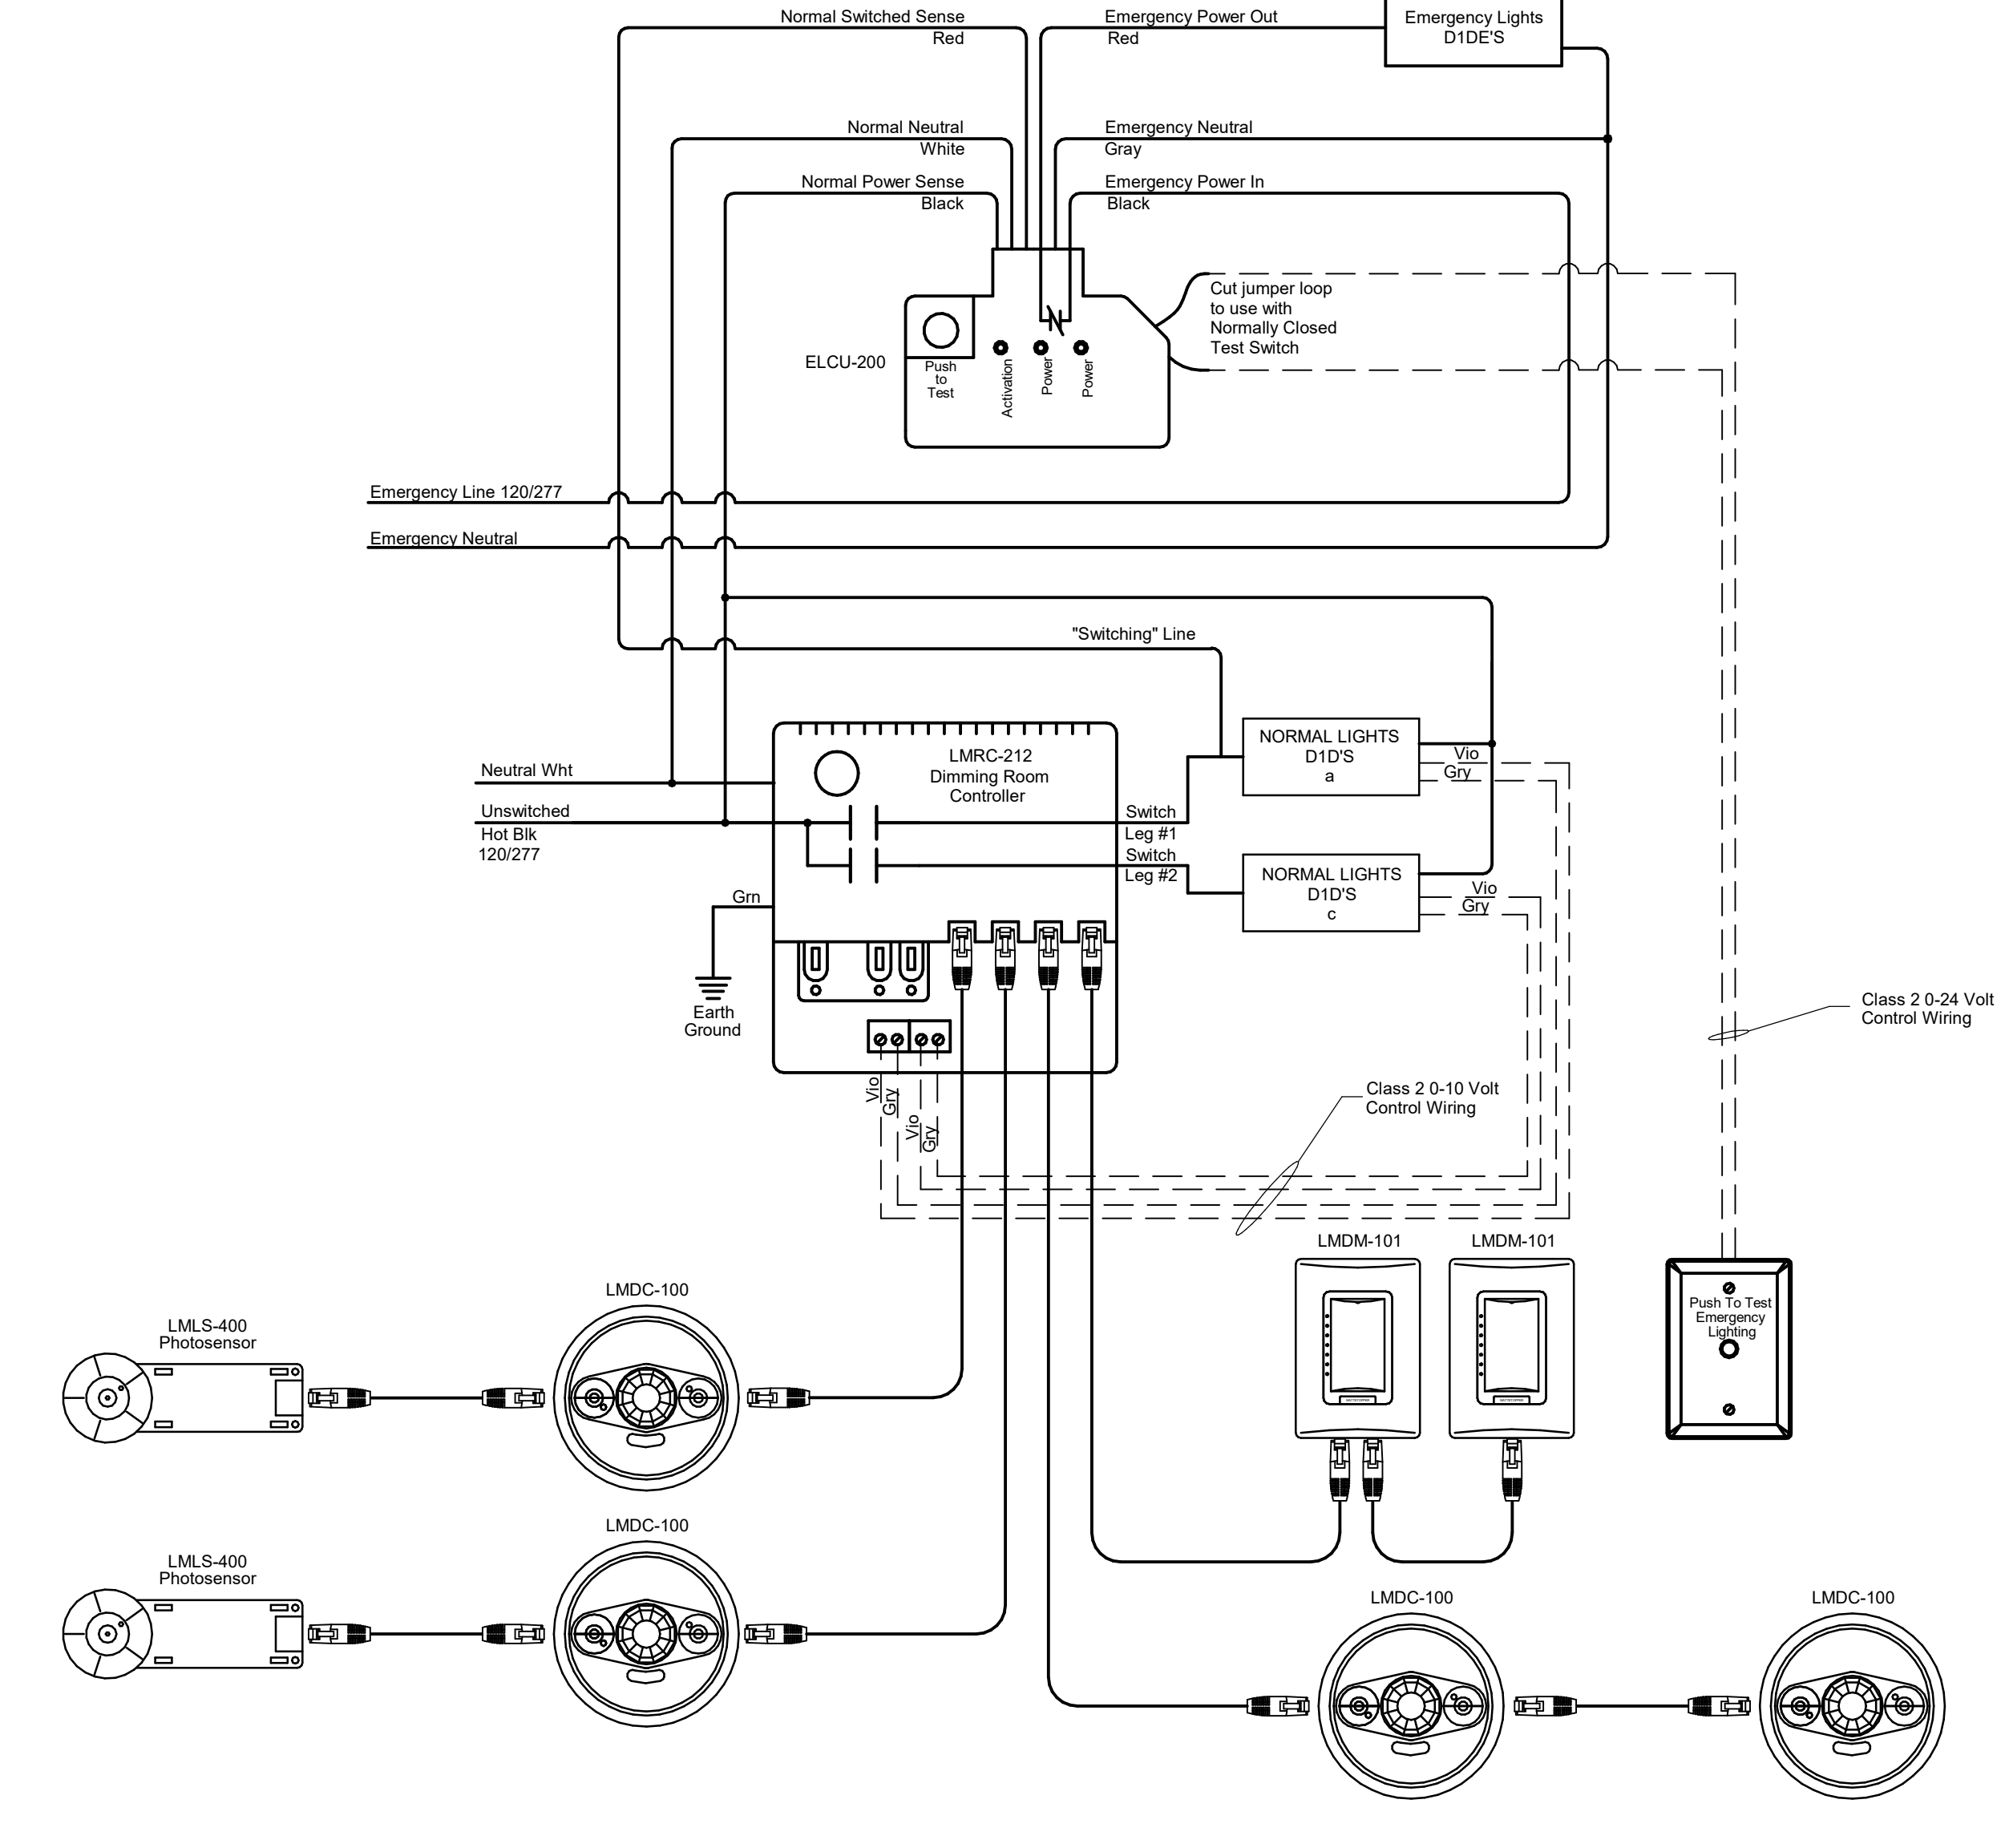 Normal Switched Sense
Red
Emergency Power Out
Red
Emergency Lights
D1DE'S
Normal Neutral
White
Emergency Neutral
Gray
Normal Power Sense
Black
Emergency Power In
Black
Cut jumper loop
to use with
Normally Closed
Test Switch
ELCU-200
Push
to
Test
Activation
Power
Power
Emergency Line 120/277
Emergency Neutral
"Switching" Line
LMRC-212
Dimming Room
Controller
NORMAL LIGHTS
D1D'S
a
Vio
Gry
Neutral Wht
Unswitched
Hot Blk
120/277
Switch
Leg #1
Switch
Leg #2
NORMAL LIGHTS
D1D'S
c
Vio
Gry
Grn
Earth
Ground
Class 2 0-24 Volt
Control Wiring
Vio
Gry
Vio
Gry
Class 2 0-10 Volt
Control Wiring
LMDM-101
LMDM-101
Push To Test
Emergency
Lighting
LMDC-100
LMLS-400
Photosensor
LMDC-100
LMLS-400
Photosensor
LMDC-100
LMDC-100